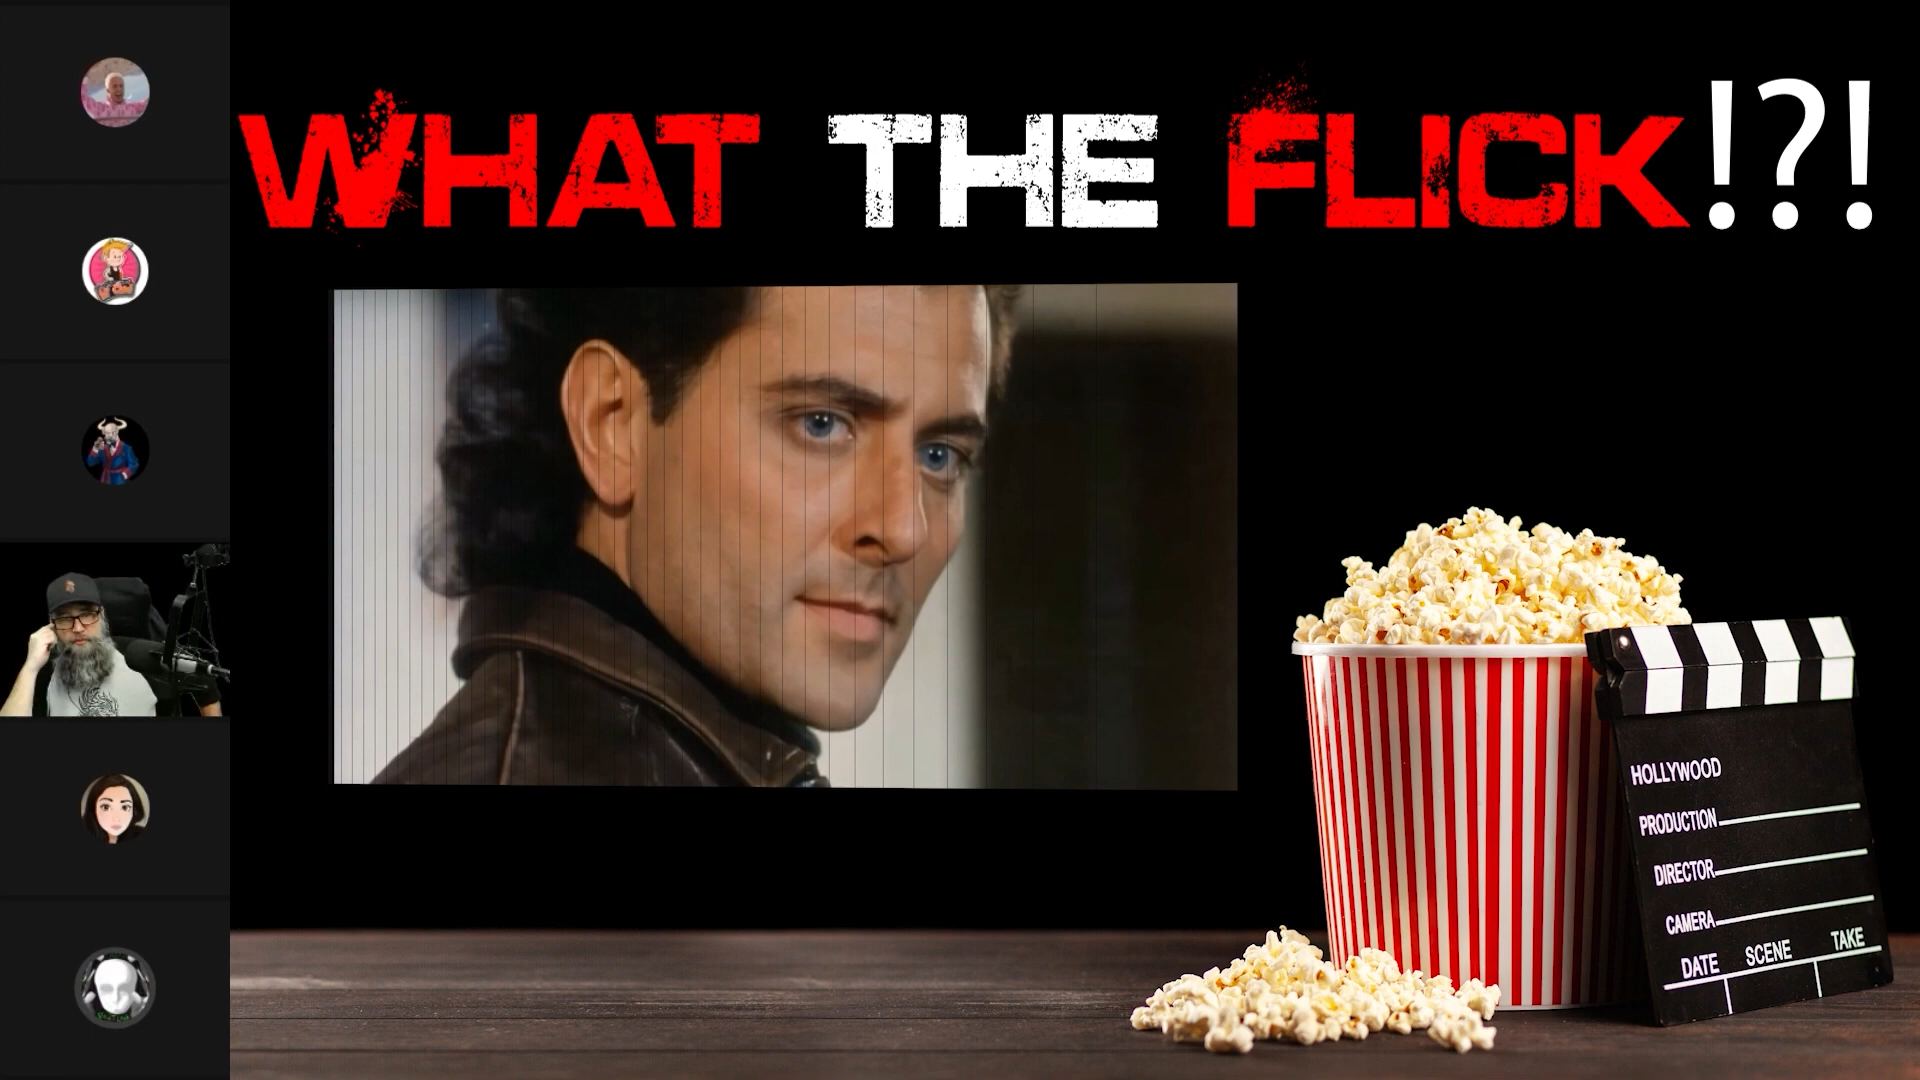 WHAT THE FLICK!?!
HOLLYWOOD
PRODUCTION
DIRECTOR
CAMERA
DATE SCENE TAKE